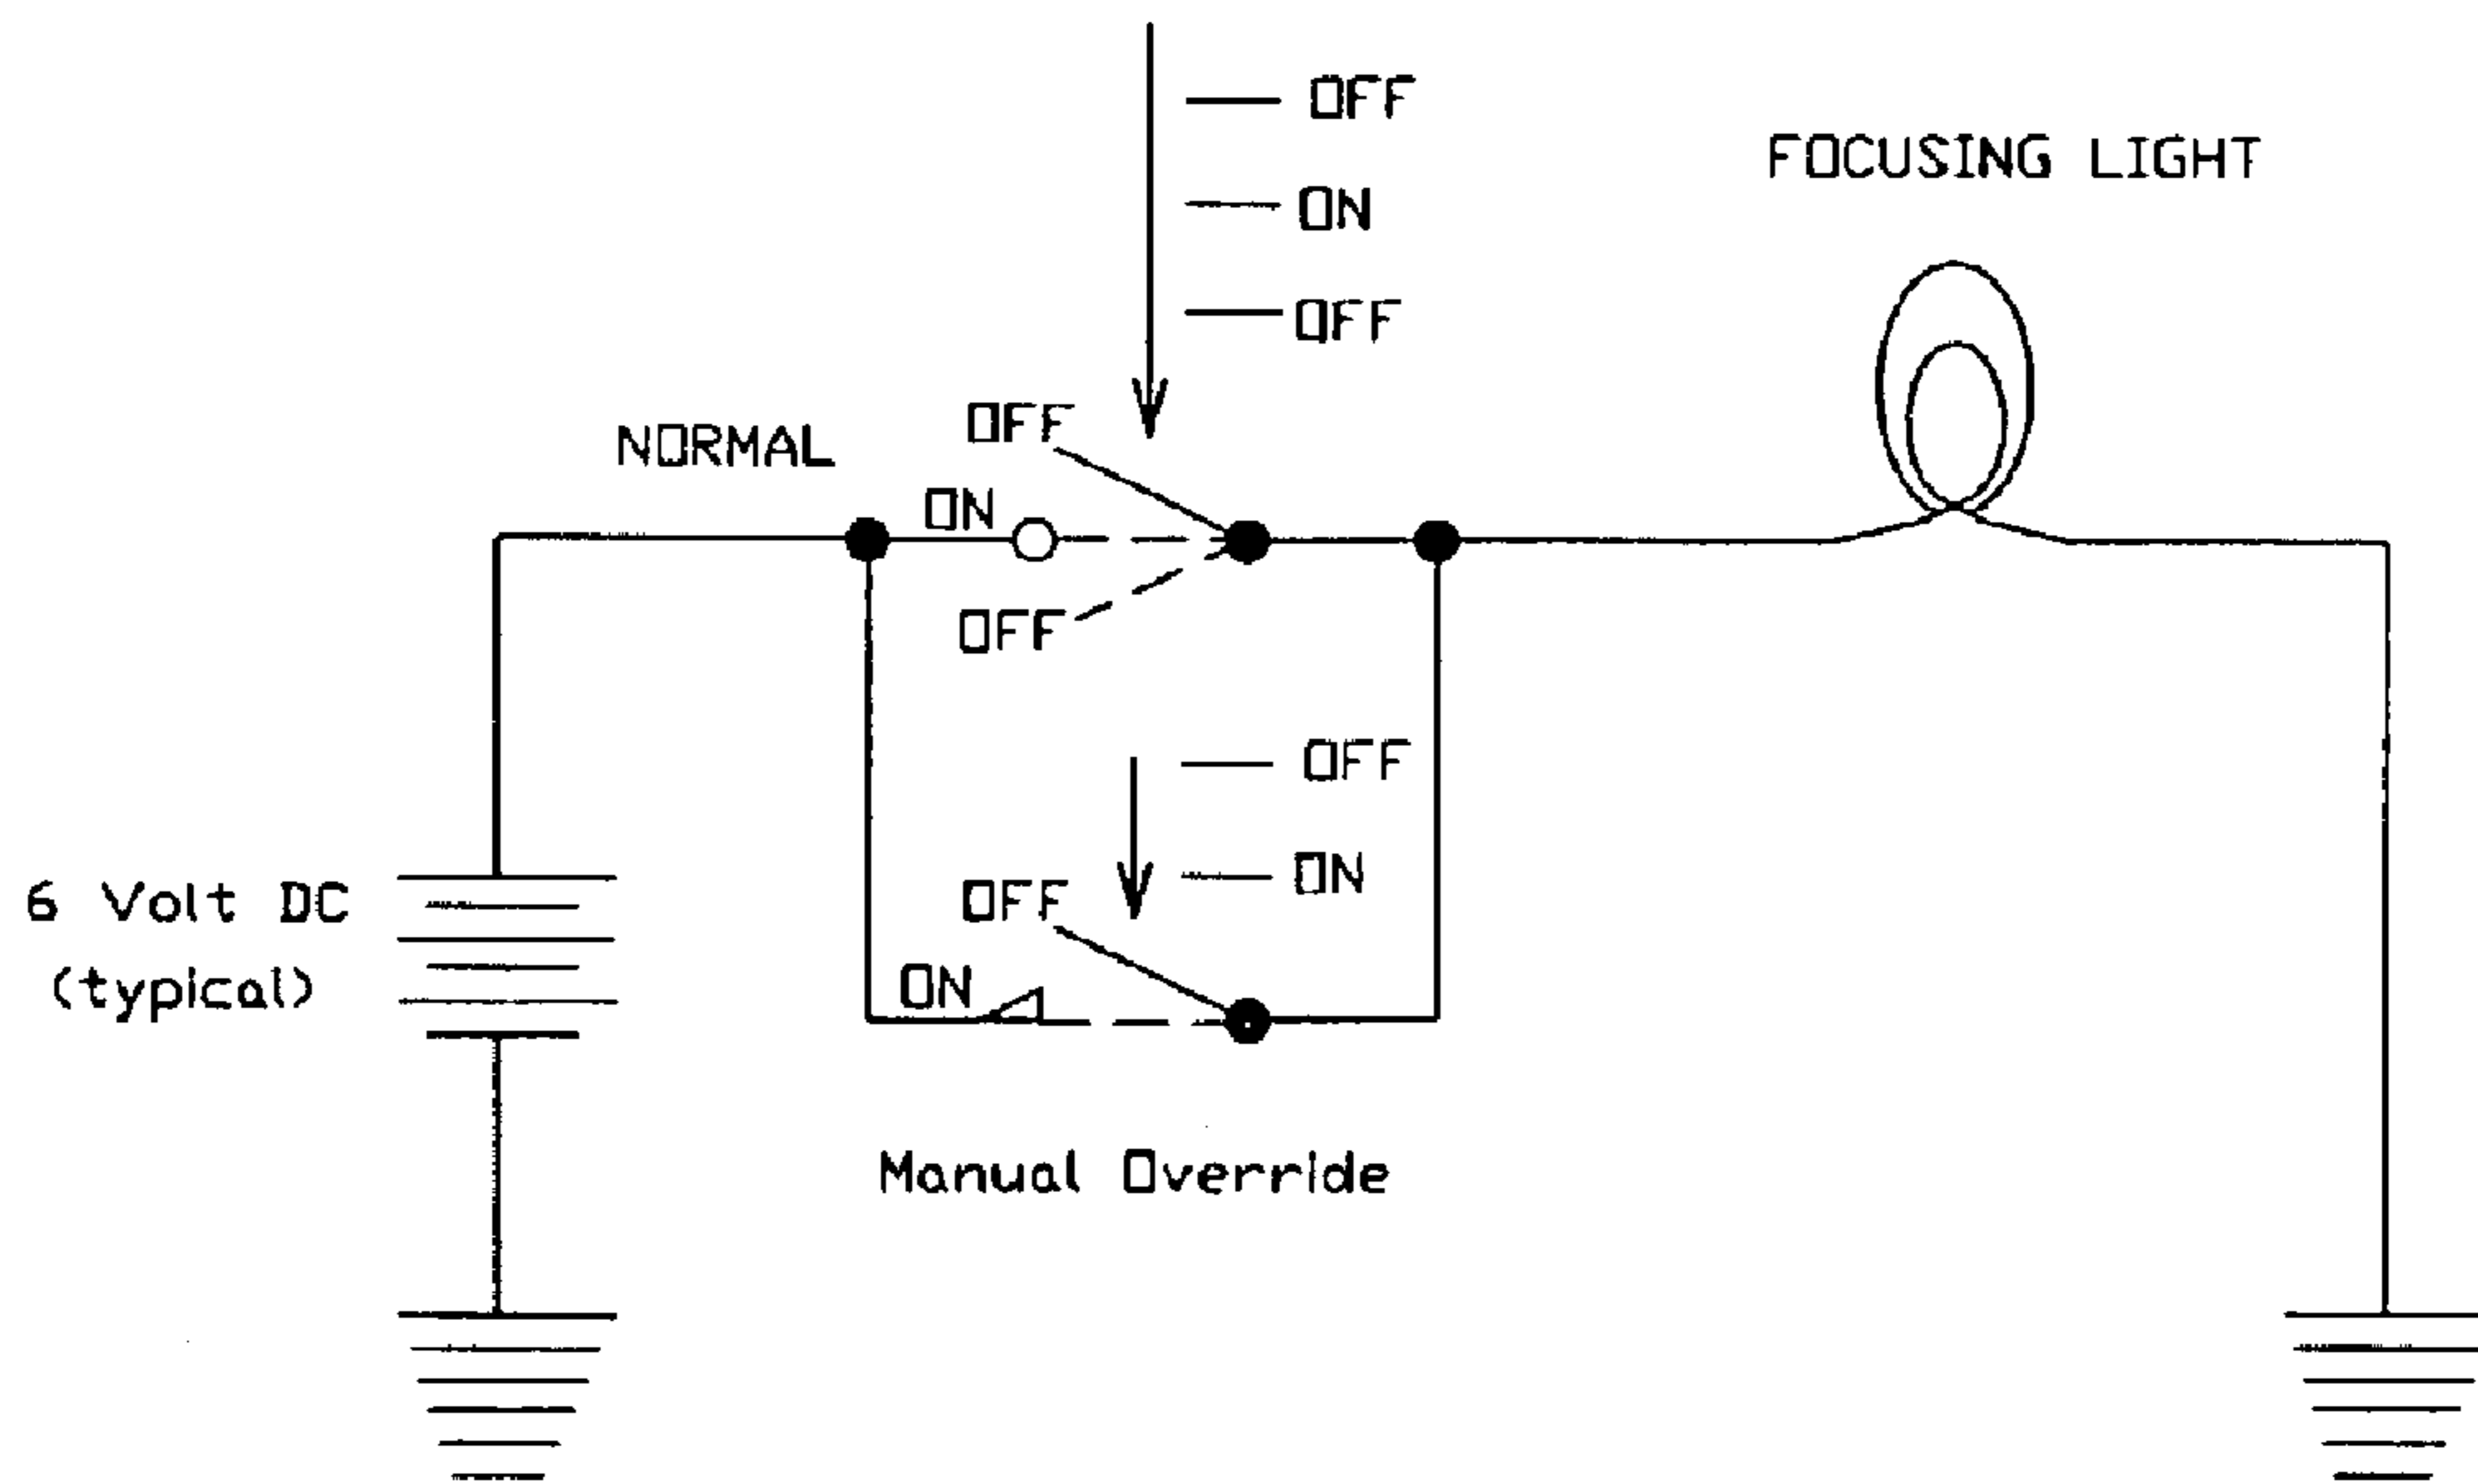 OFF
ON
OFF
FOCUSING LIGHT
NORMAL
OFF
ON
OFF
OFF
ON
OFF
ON
6 Volt DC
(typical)
Manual Override